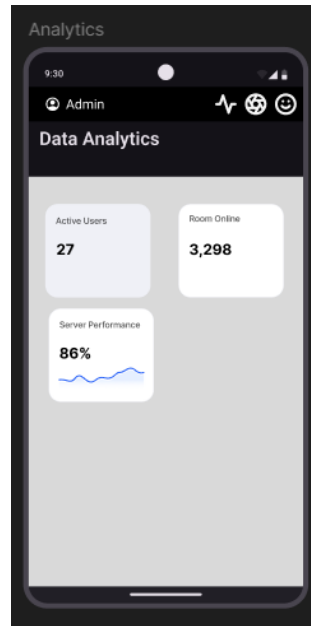 Analytics
9:30
Admin
Data Analytics
Active Users
27
Room Online
3,298
Server Performance
86%